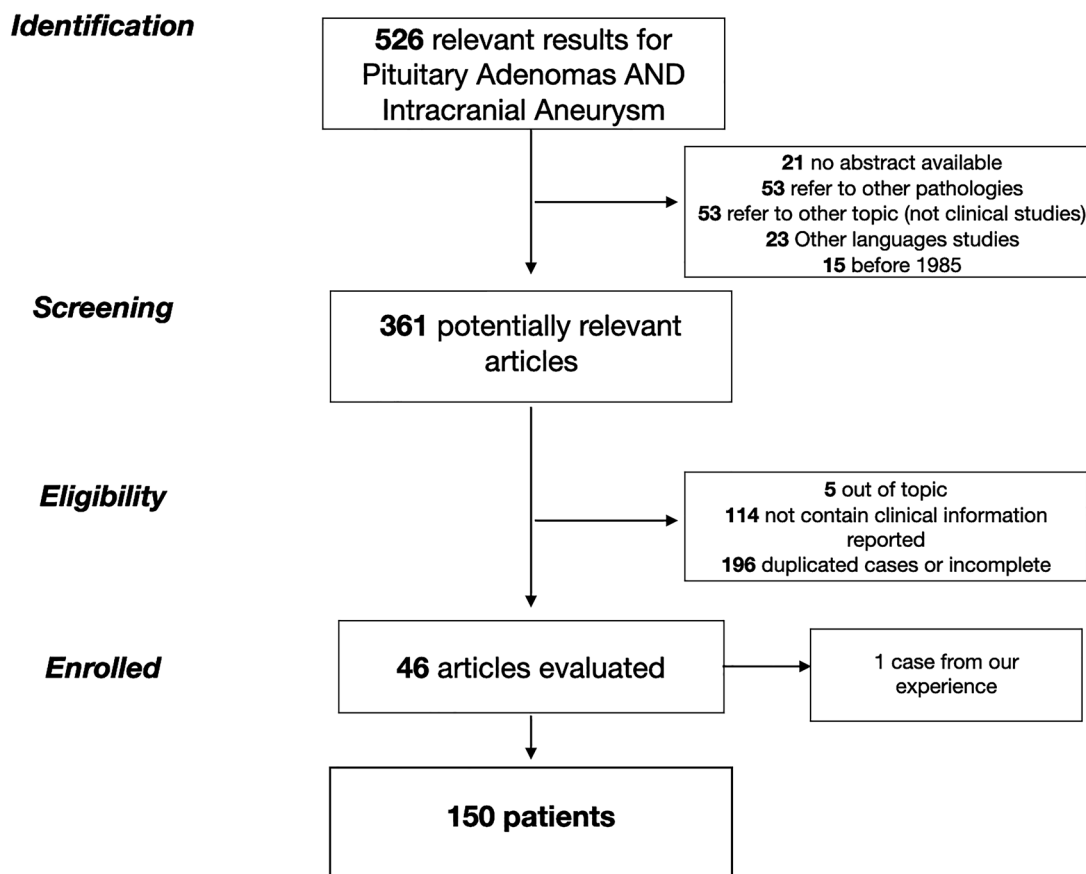 Identification
526 relevant results for
Pituitary Adenomas AND
Intracranial Aneurysm
21 no abstract available
53 refer to other pathologies
53 refer to other topic (not clinical studies)
23 Other languages studies
15 before 1985
Screening
361 potentially relevant
articles
Eligibility
5 out of topic
114 not contain clinical information
reported
196 duplicated cases or incomplete
Enrolled
46 articles evaluated
1 case from our
experience
150 patients